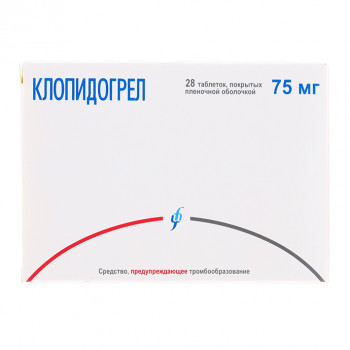 КЛОПИДОГРЕЛ
28 таблеток, покрытых
пленочной оболочкой
75 мг
Средство, предупреждающее тромбообразование